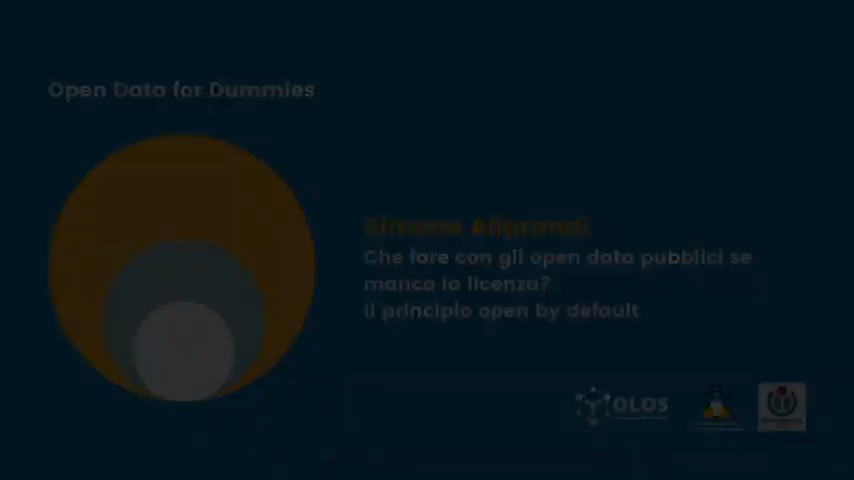 Open Data for Dummies
Simone Aliprandi
Che fare con gli open data pubblici se
manca la licenza?
Il principio open by default
OLOS